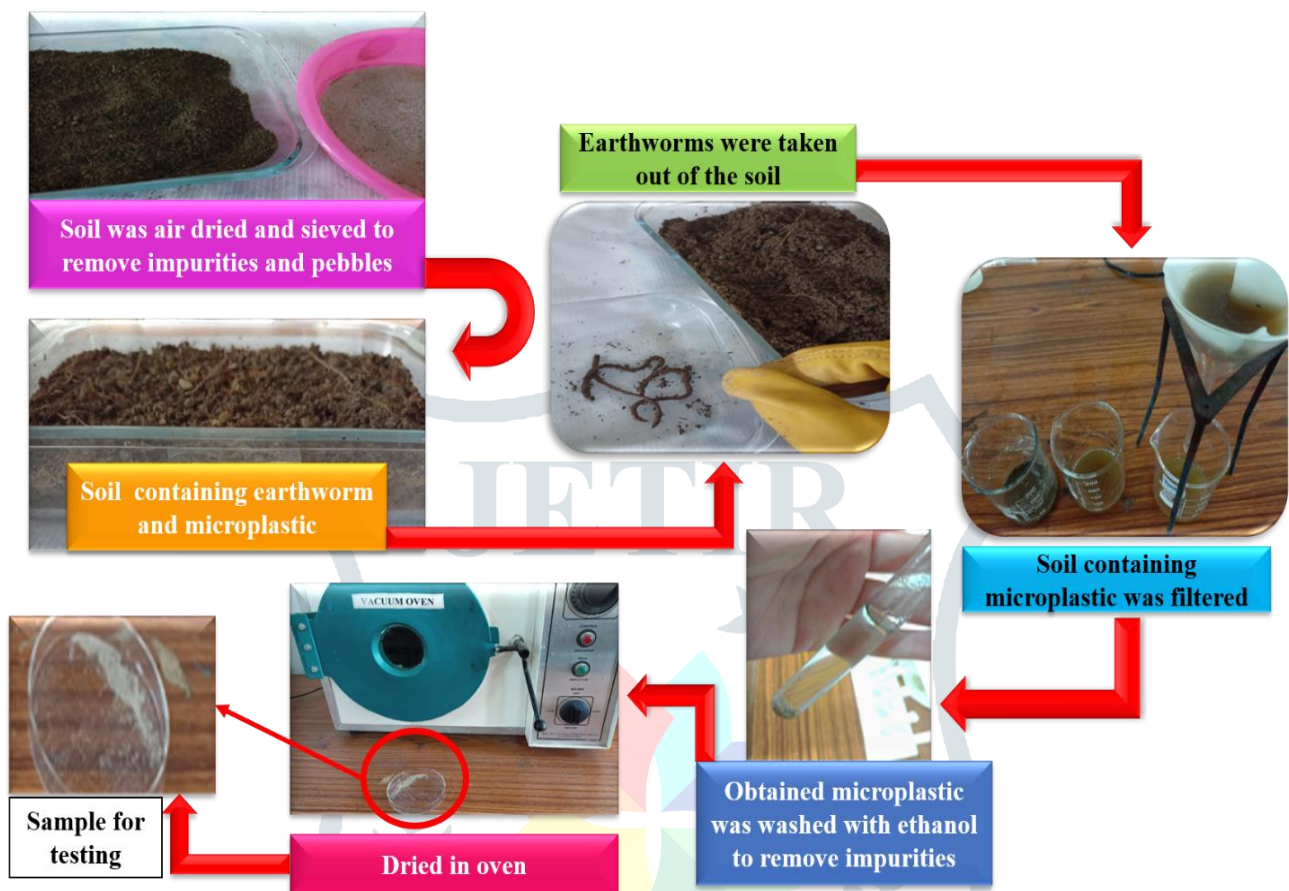 Soil was air dried and sieved to
remove impurities and pebbles
Soil  containing earthworm
and microplastic
Earthworms were taken
out of the soil
Soil containing
microplastic was filtered
Obtained microplastic
was washed with ethanol
to remove impurities
VACUUM OVEN
Dried in oven
Sample for
testing
JETIR